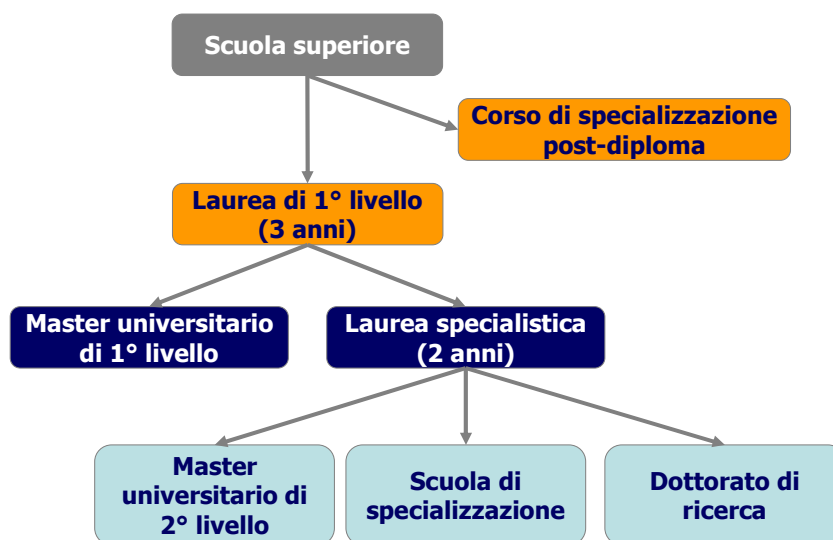 Scuola superiore
Corso di specializzazione
post-diploma
Laurea di 1° livello
(3 anni)
Master universitario
di 1° livello
Laurea specialistica
(2 anni)
Master
universitario di
2° livello
Scuola di
specializzazione
Dottorato di
ricerca